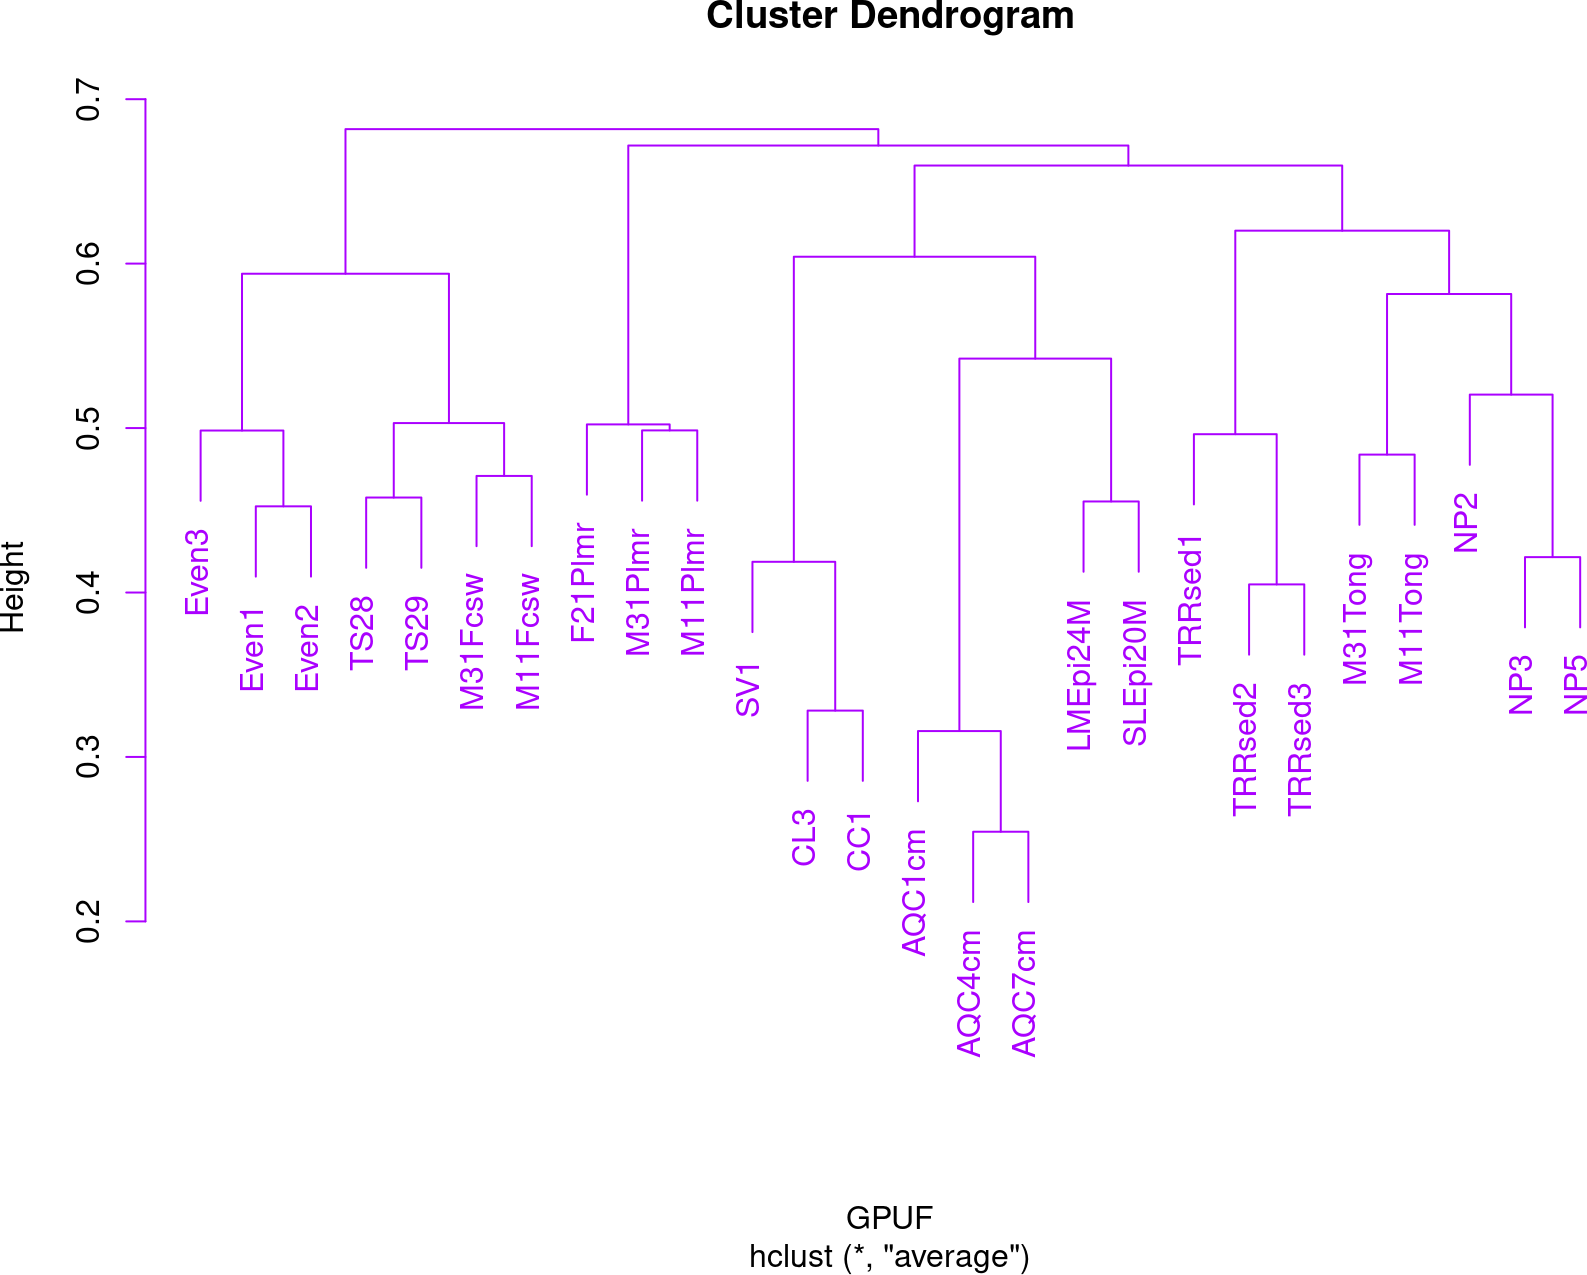 Cluster Dendrogram
Height
0.7
0.6
0.5
0.4
0.3
0.2
Even3
Even1
Even2
TS28
TS29
M31Fcsw
M11Fcsw
F21Plmr
M31Plmr
M11Plmr
SV1
CL3
CC1
AQC1cm
AQC4cm
AQC7cm
LMEpi24M
SLEpi20M
TRRsed1
TRRsed2
TRRsed3
M31Tong
M11Tong
NP2
NP3
NP5
GPUF
hclust (*, "average")